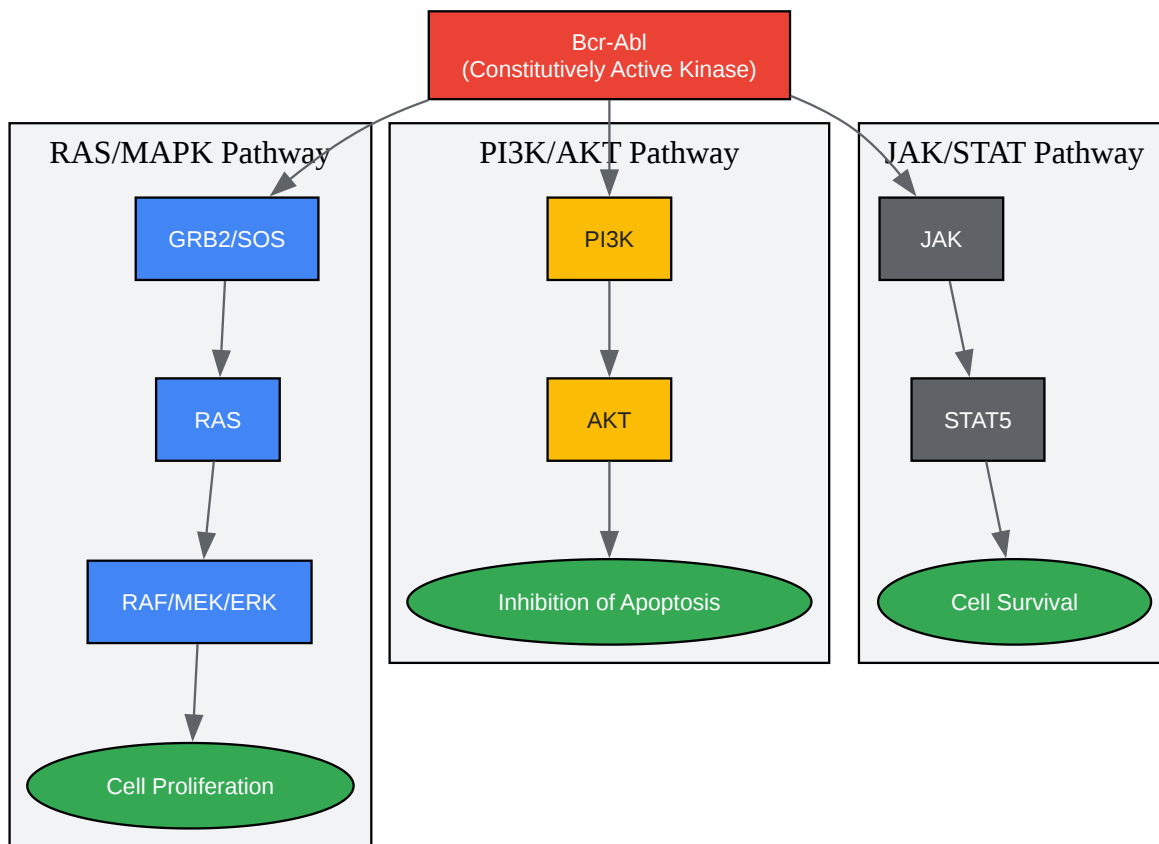 Bcr-Abl
(Constitutively Active Kinase)
RAS/MAPK Pathway
GRB2/SOS
RAS
RAF/MEK/ERK
Cell Proliferation
PI3K/AKT Pathway
PI3K
AKT
Inhibition of Apoptosis
JAK/STAT Pathway
JAK
STAT5
Cell Survival